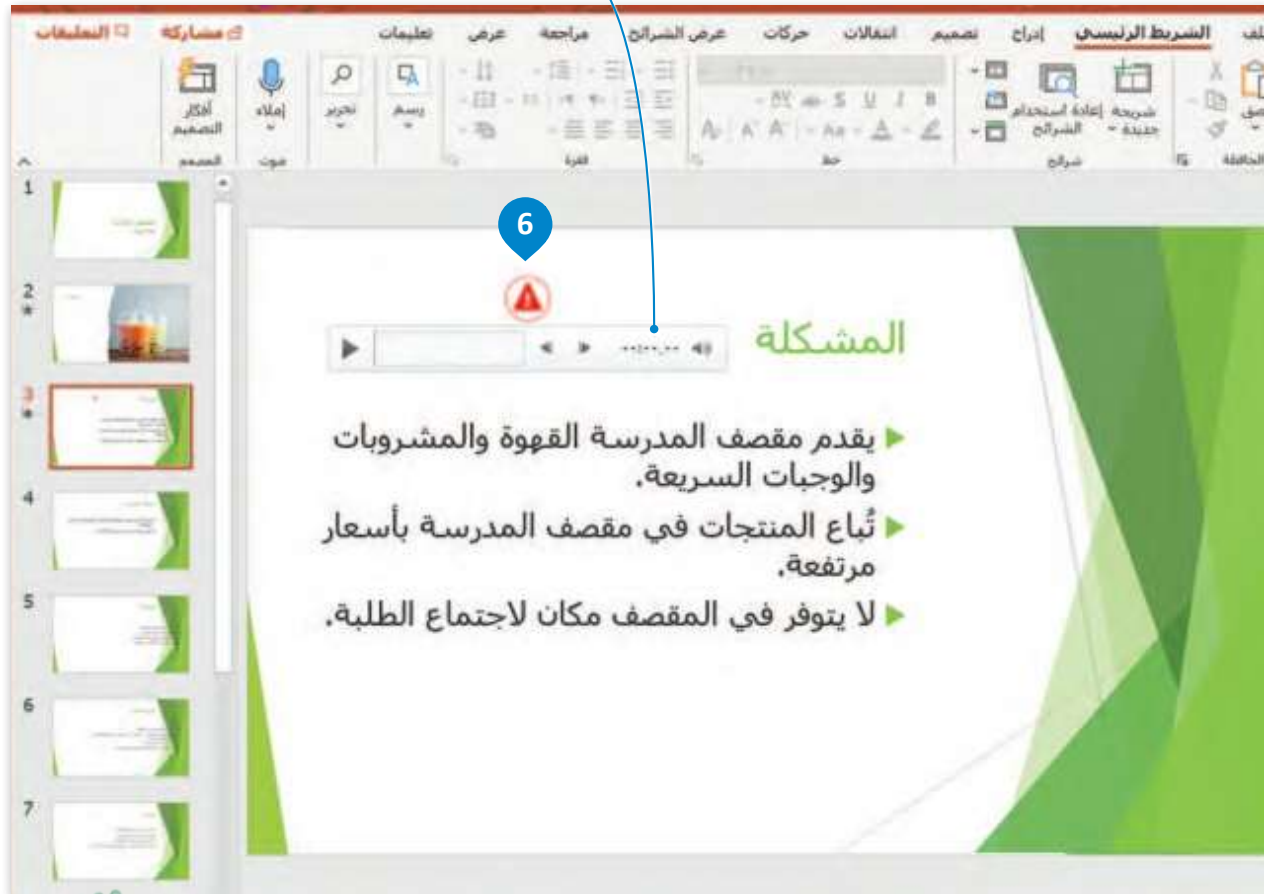 ملف
الشريط الرئيسي
إدراج
تصميم
انتقالات
حركات
عرض الشرائح
مراجعة
عرض
تعليمات
مشاركة
التعليقات
شريحة
جديدة
إعادة استخدام
الشرائح
رسم
تحرير
إملاء
أفكار
التصميم
الحافظة
شرائح
خط
فقرة
صوت
المصمم
1
2
3
4
5
6
7
6
المشكلة
يقدم مقصف المدرسة القهوة والمشروبات
والوجبات السريعة.
تُباع المنتجات في مقصف المدرسة بأسعار
مرتفعة.
لا يتوفر في المقصف مكان لاجتماع الطلبة.